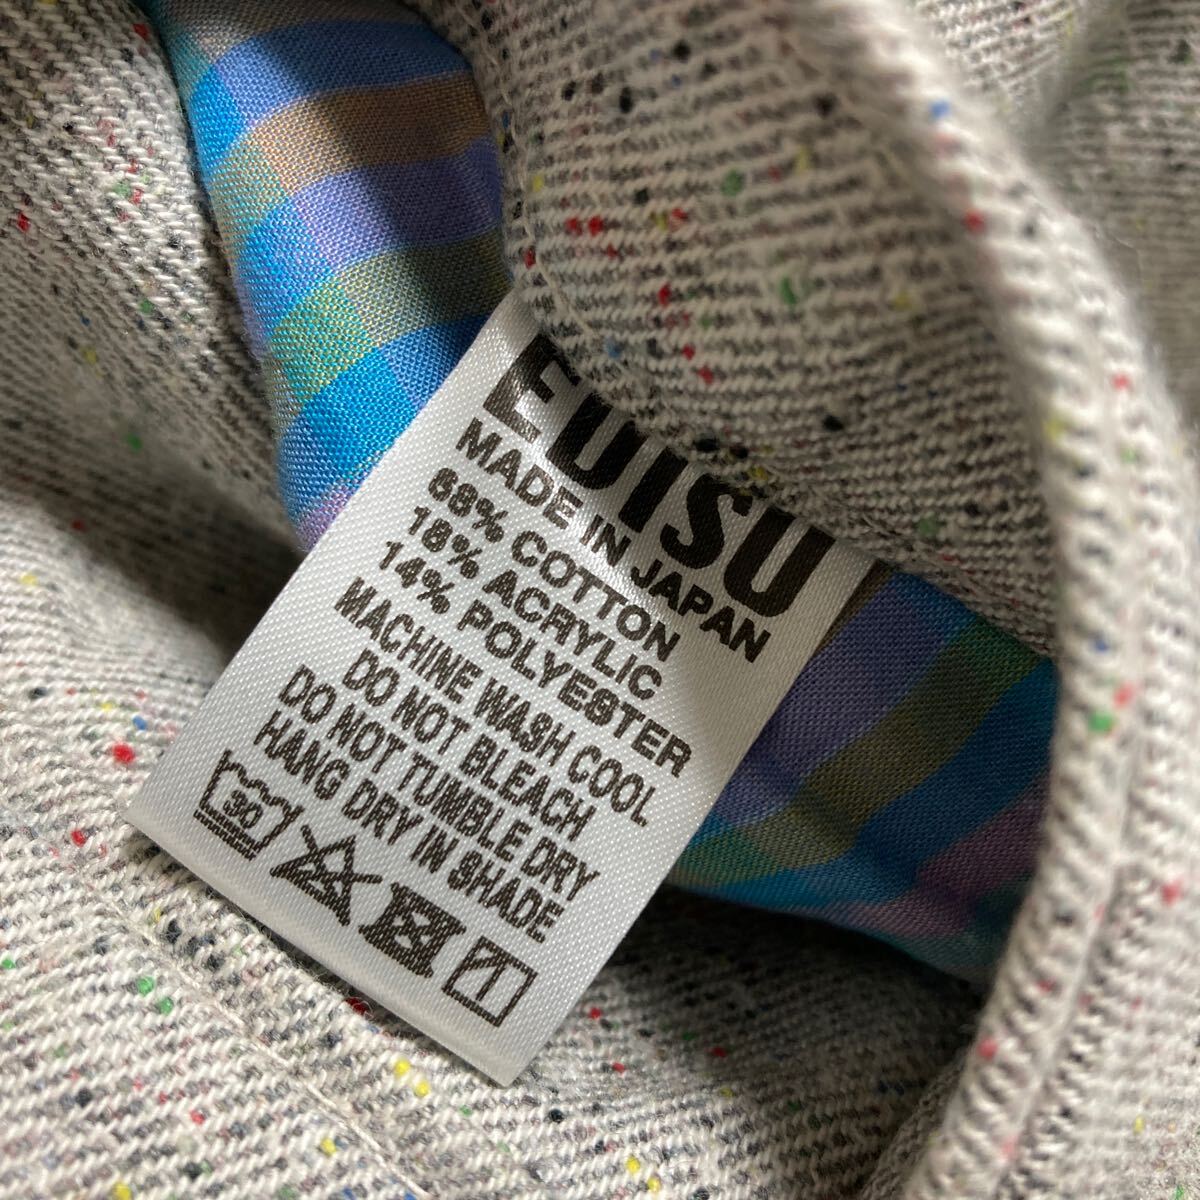 EDISU
MADE IN JAPAN
68% COTTON
18% ACRYLIC
14% POLYESTER
MACHINE WASH COOL
DO NOT BLEACH
DO NOT TUMBLE DRY
HANG DRY IN SHADE
30